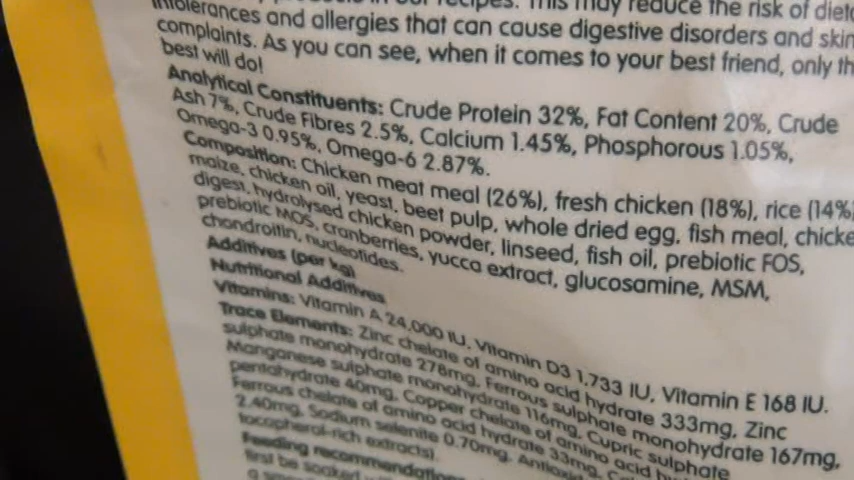 in our recipes. This may reduce the risk of
intolerances and allergies that can cause digestive disorders and skin
complaints. As you can see, when it comes to your best friend, only th
best will do!
Analytical Constituents: Crude Protein 32%, Fat Content 20%, Crude
Ash 7%, Crude Fibres 2.5%, Calcium 1.45%, Phosphorous 1.05%,
Omega-3 0.95%, Omega-6 2.87%.
Composition: Chicken meat meal (26%), fresh chicken (18%), rice (14%)
maize, chicken oil, yeast, beet pulp, whole dried egg, fish meal, chicke
digest, hydrolysed chicken powder, linseed, fish oil, prebiotic FOS,
prebiotic MOS, cranberries, yucca extract, glucosamine, MSM,
chondroitin, nucleotides.
Additives (per kg)
Nutritional Additives
Vitamins: Vitamin A 24,000 IU, Vitamin D3 1,733 IU, Vitamin E 168 IU.
Trace Elements: Zinc chelate of amino acid hydrate 333mg, Zinc
sulphate monohydrate 278mg, Ferrous sulphate monohydrate 167mg,
Manganese sulphate monohydrate 116mg, Cupric sulphate
pentahydrate 40mg, Copper chelate of amino acid
Ferrous chelate of amino acid hydrate 33mg,
2.40mg, Sodium selenite 0.70mg.
tocopherol-rich extracts).
Feeding recommendations
first be soaked